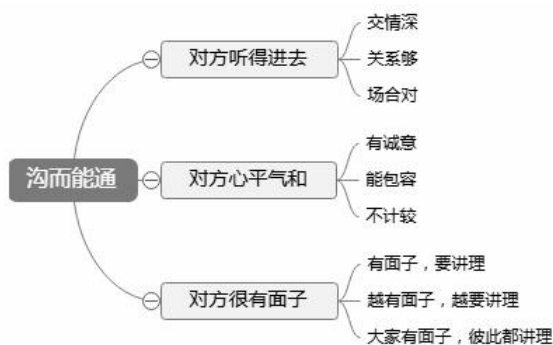 沟而能通
对方听得进去
交情深
关系够
场合对
对方心平气和
有诚意
能包容
不计较
对方很有面子
有面子，要讲理
越有面子，越要讲理
大家有面子，彼此都讲理